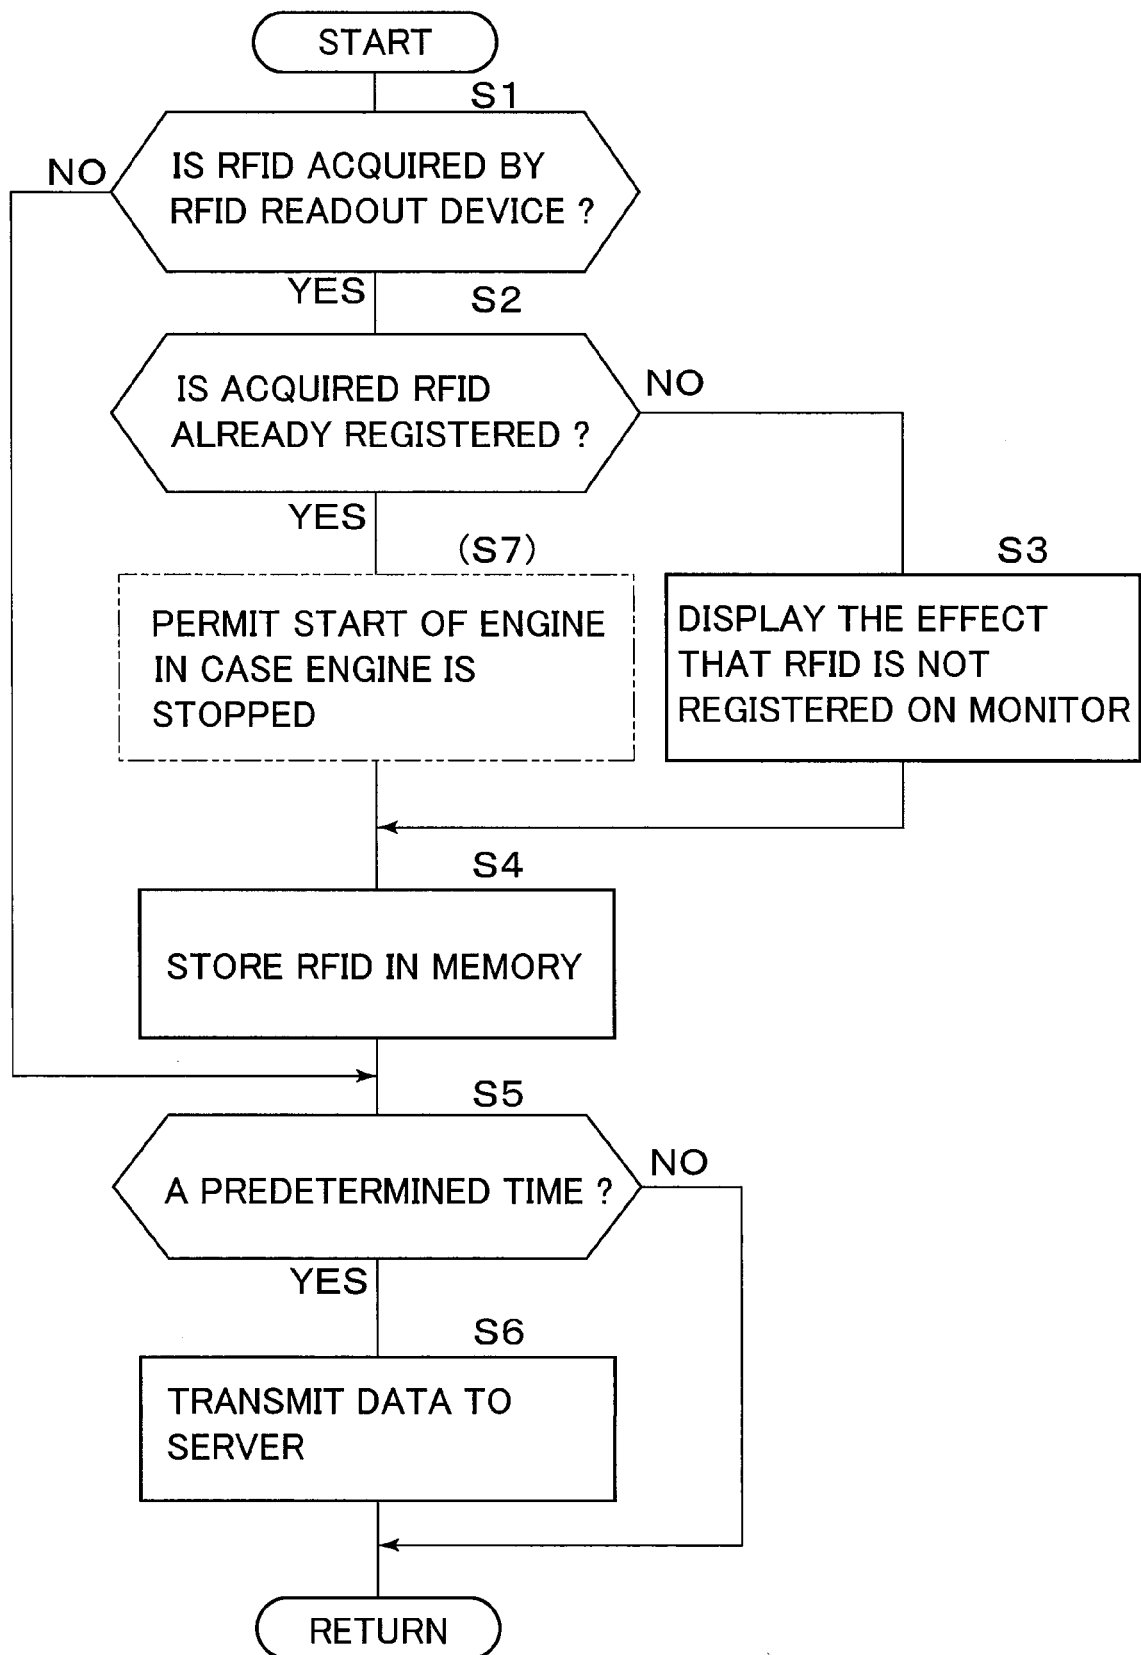 START
S1
IS RFID ACQUIRED BY
RFID READOUT DEVICE ?
NO
YES
S2
IS ACQUIRED RFID
ALREADY REGISTERED ?
NO
YES
(S7)
PERMIT START OF ENGINE
IN CASE ENGINE IS
STOPPED
S3
DISPLAY THE EFFECT
THAT RFID IS NOT
REGISTERED ON MONITOR
S4
STORE RFID IN MEMORY
S5
A PREDETERMINED TIME ?
NO
YES
S6
TRANSMIT DATA TO
SERVER
RETURN